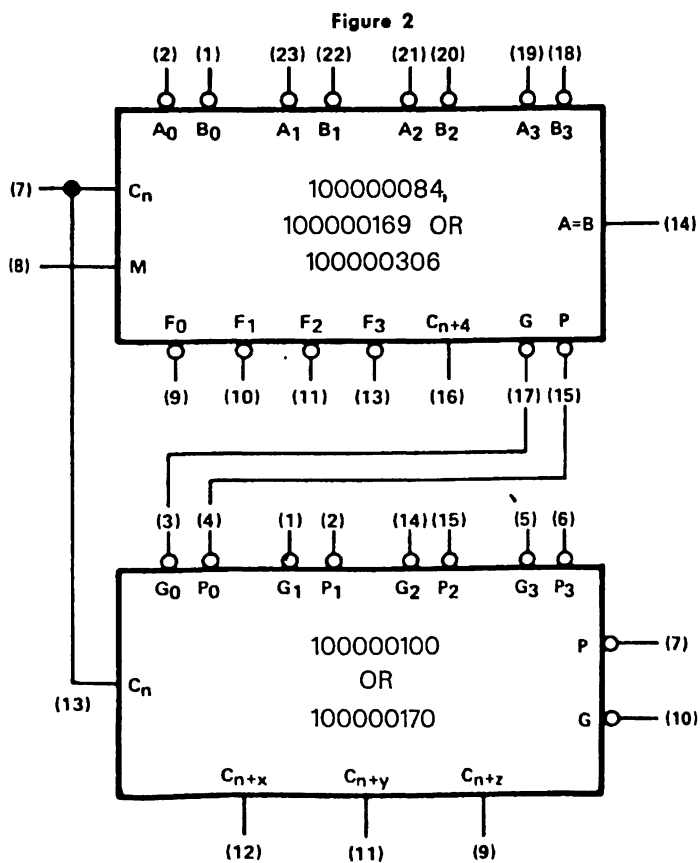 Figure 2
(2) (1) (23) (22) (21) (20) (19) (18)
A0 B0 A1 B1 A2 B2 A3 B3
(7) Cn 100000084,
100000169 OR A=B (14)
(8) M 100000306
F0 F1 F2 F3 Cn+4 G P
(9) (10) (11) (13) (16) (17) (15)
(3) (4) (1) (2) (14) (15) (5) (6)
G0 P0 G1 P1 G2 P2 G3 P3
100000100 P (7)
(13) Cn OR
100000170 G (10)
Cn+x Cn+y Cn+z
(12) (11) (9)